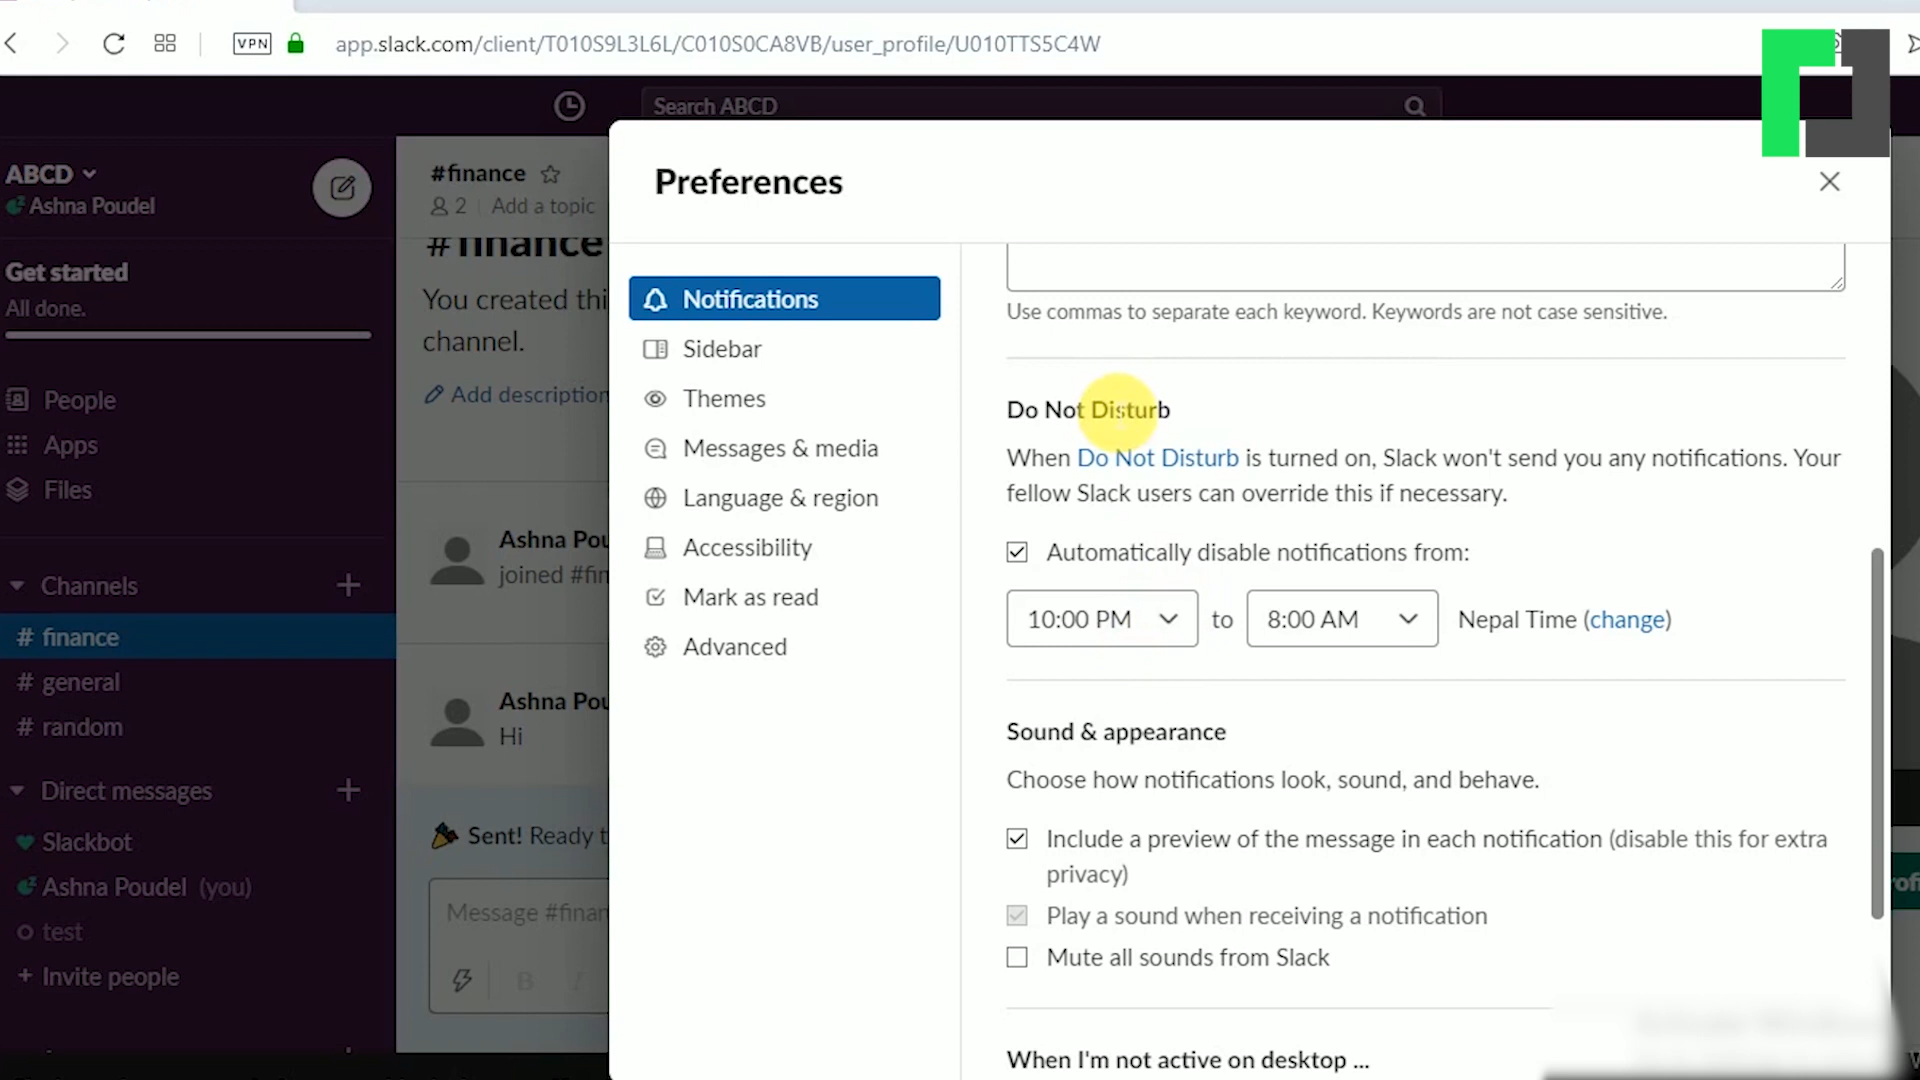 VPN
app.slack.com/client/T010S9L3L6L/C010S0CA8VB/user_profile/U010TTS5C4W
Search ABCD
ABCD
Ashna Poudel
Get started
All done.
People
Apps
Files
Channels
# finance
# general
# random
Direct messages
Slackbot
Ashna Poudel (you)
test
+ Invite people
#finance
2 Add a topic
#finance
You created thi
channel.
Add description
Ashna Pou
joined #fin
Ashna Pou
Hi
Sent! Ready t
Message #finan
B I
Preferences
Notifications
Sidebar
Themes
Messages & media
Language & region
Accessibility
Mark as read
Advanced
Use commas to separate each keyword. Keywords are not case sensitive.
Do Not Disturb
When Do Not Disturb is turned on, Slack won't send you any notifications. Your
fellow Slack users can override this if necessary.
Automatically disable notifications from:
10:00 PM to 8:00 AM Nepal Time (change)
Sound & appearance
Choose how notifications look, sound, and behave.
Include a preview of the message in each notification (disable this for extra
privacy)
Play a sound when receiving a notification
Mute all sounds from Slack
When I'm not active on desktop ...